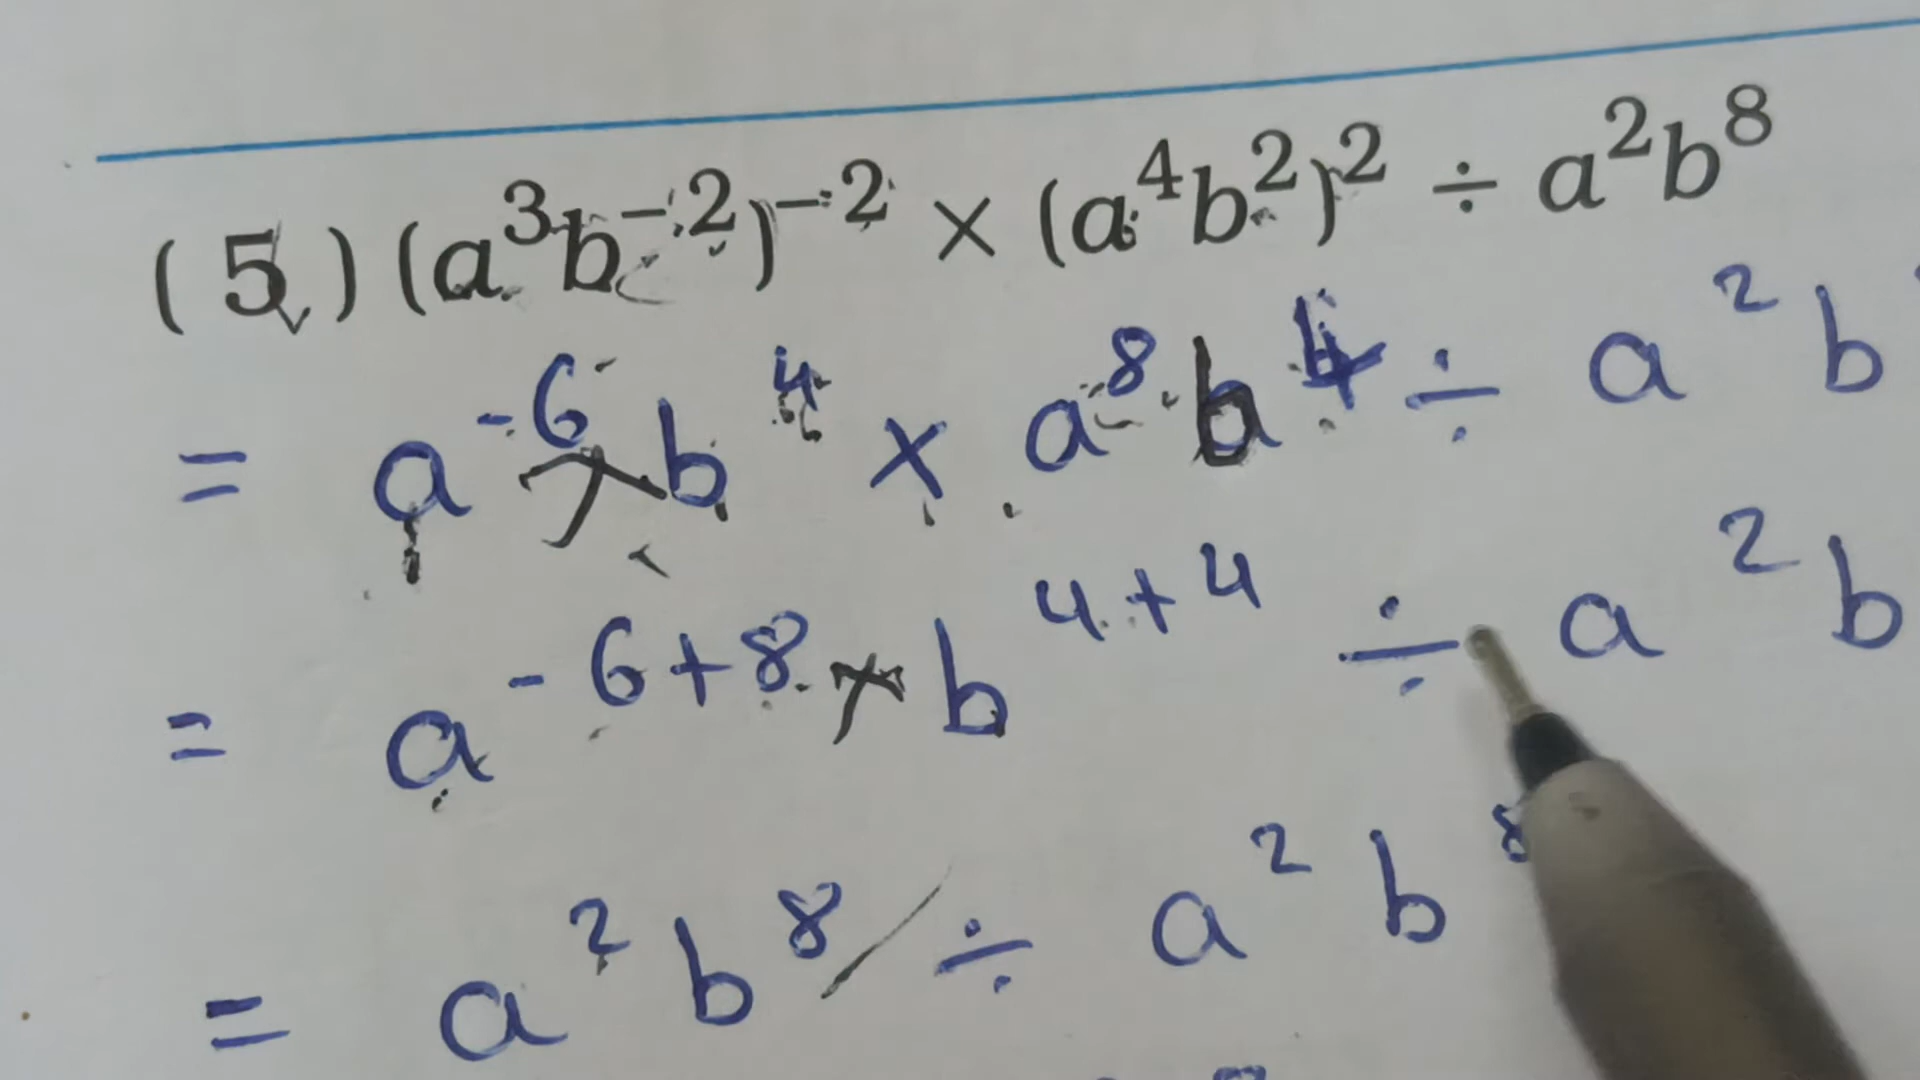 (5) (a³b⁻²)⁻² × (a⁴b²)² ÷ a²b⁸
= a⁻⁶ b⁴ × a⁸ b⁴ ÷ a² b
= a⁻⁶⁺⁸ × b⁴⁺⁴ ÷ a² b
= a² b⁸ ÷ a² b⁸